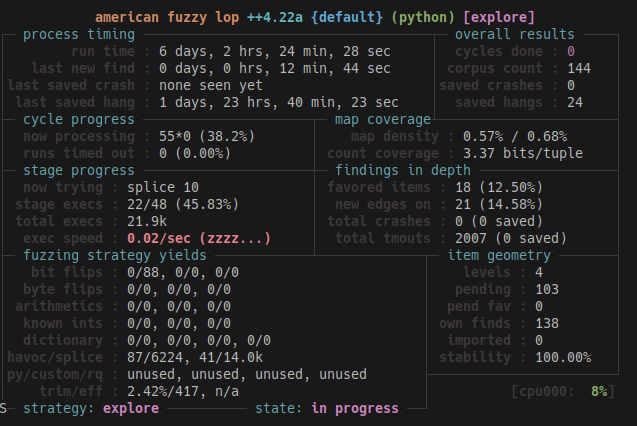 american fuzzy lop ++4.22a {default} (python) [explore]
process timing overall results
run time : 6 days, 2 hrs, 24 min, 28 sec cycles done : 0
last new find : 0 days, 0 hrs, 12 min, 44 sec corpus count : 144
last saved crash : none seen yet saved crashes : 0
last saved hang : 1 days, 23 hrs, 40 min, 23 sec saved hangs : 24
cycle progress map coverage
now processing : 55*0 (38.2%) map density : 0.57% / 0.68%
runs timed out : 0 (0.00%) count coverage : 3.37 bits/tuple
stage progress findings in depth
now trying : splice 10 favored items : 18 (12.50%)
stage execs : 22/48 (45.83%) new edges on : 21 (14.58%)
total execs : 21.9k total crashes : 0 (0 saved)
exec speed : 0.02/sec (zzzz...) total tmouts : 2007 (0 saved)
fuzzing strategy yields item geometry
bit flips : 0/88, 0/0, 0/0 levels : 4
byte flips : 0/0, 0/0, 0/0 pending : 103
arithmetics : 0/0, 0/0, 0/0 pend fav : 0
known ints : 0/0, 0/0, 0/0 own finds : 138
dictionary : 0/0, 0/0, 0/0, 0/0 imported : 0
havoc/splice : 87/6224, 41/14.0k stability : 100.00%
py/custom/rq : unused, unused, unused, unused
trim/eff : 2.42%/417, n/a [cpu000: 8%]
S strategy: explore state: in progress